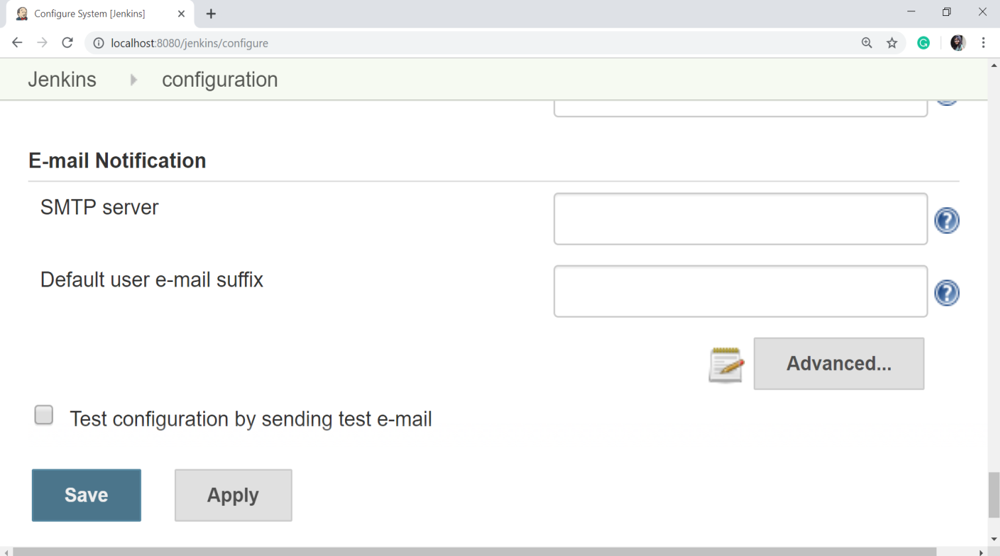 Configure System [Jenkins]
localhost:8080/jenkins/configure
Jenkins configuration
E-mail Notification
SMTP server
Default user e-mail suffix
Advanced...
Test configuration by sending test e-mail
Save Apply